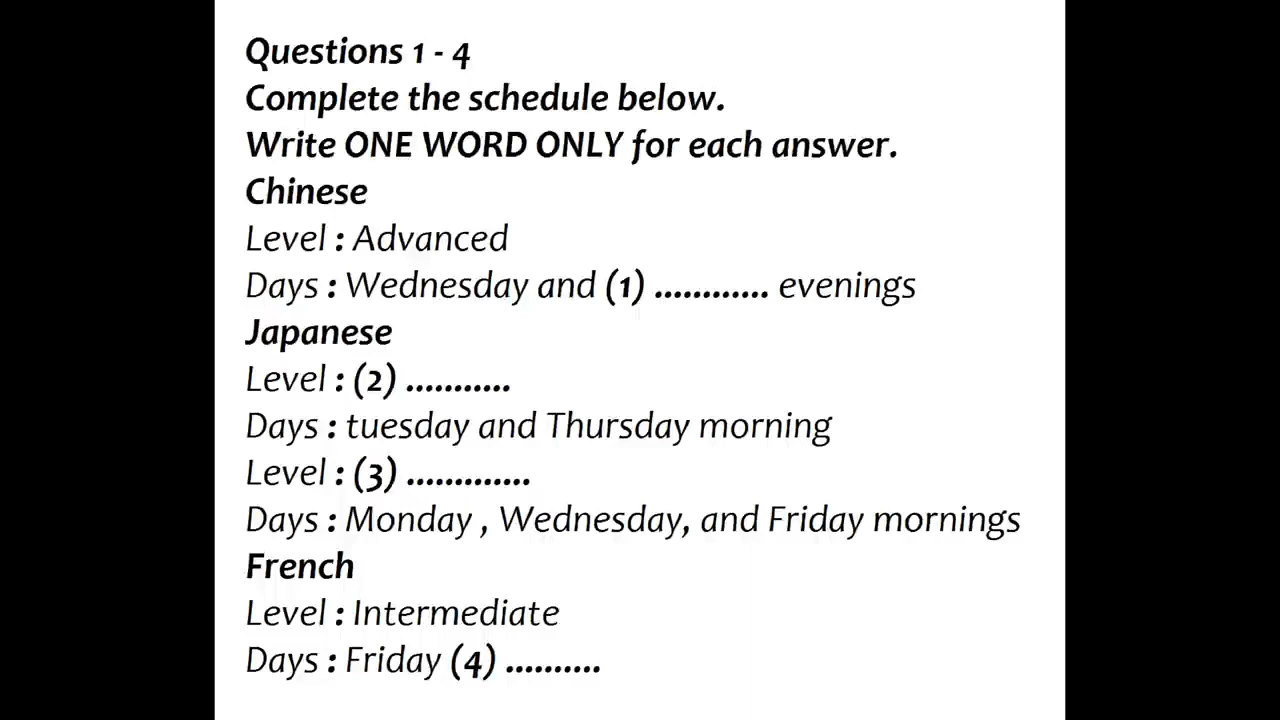 Questions 1 - 4
Complete the schedule below.
Write ONE WORD ONLY for each answer.
Chinese
Level : Advanced
Days : Wednesday and (1) ............ evenings
Japanese
Level : (2) ...........
Days : tuesday and Thursday morning
Level : (3) .............
Days : Monday , Wednesday, and Friday mornings
French
Level : Intermediate
Days : Friday (4) ..........